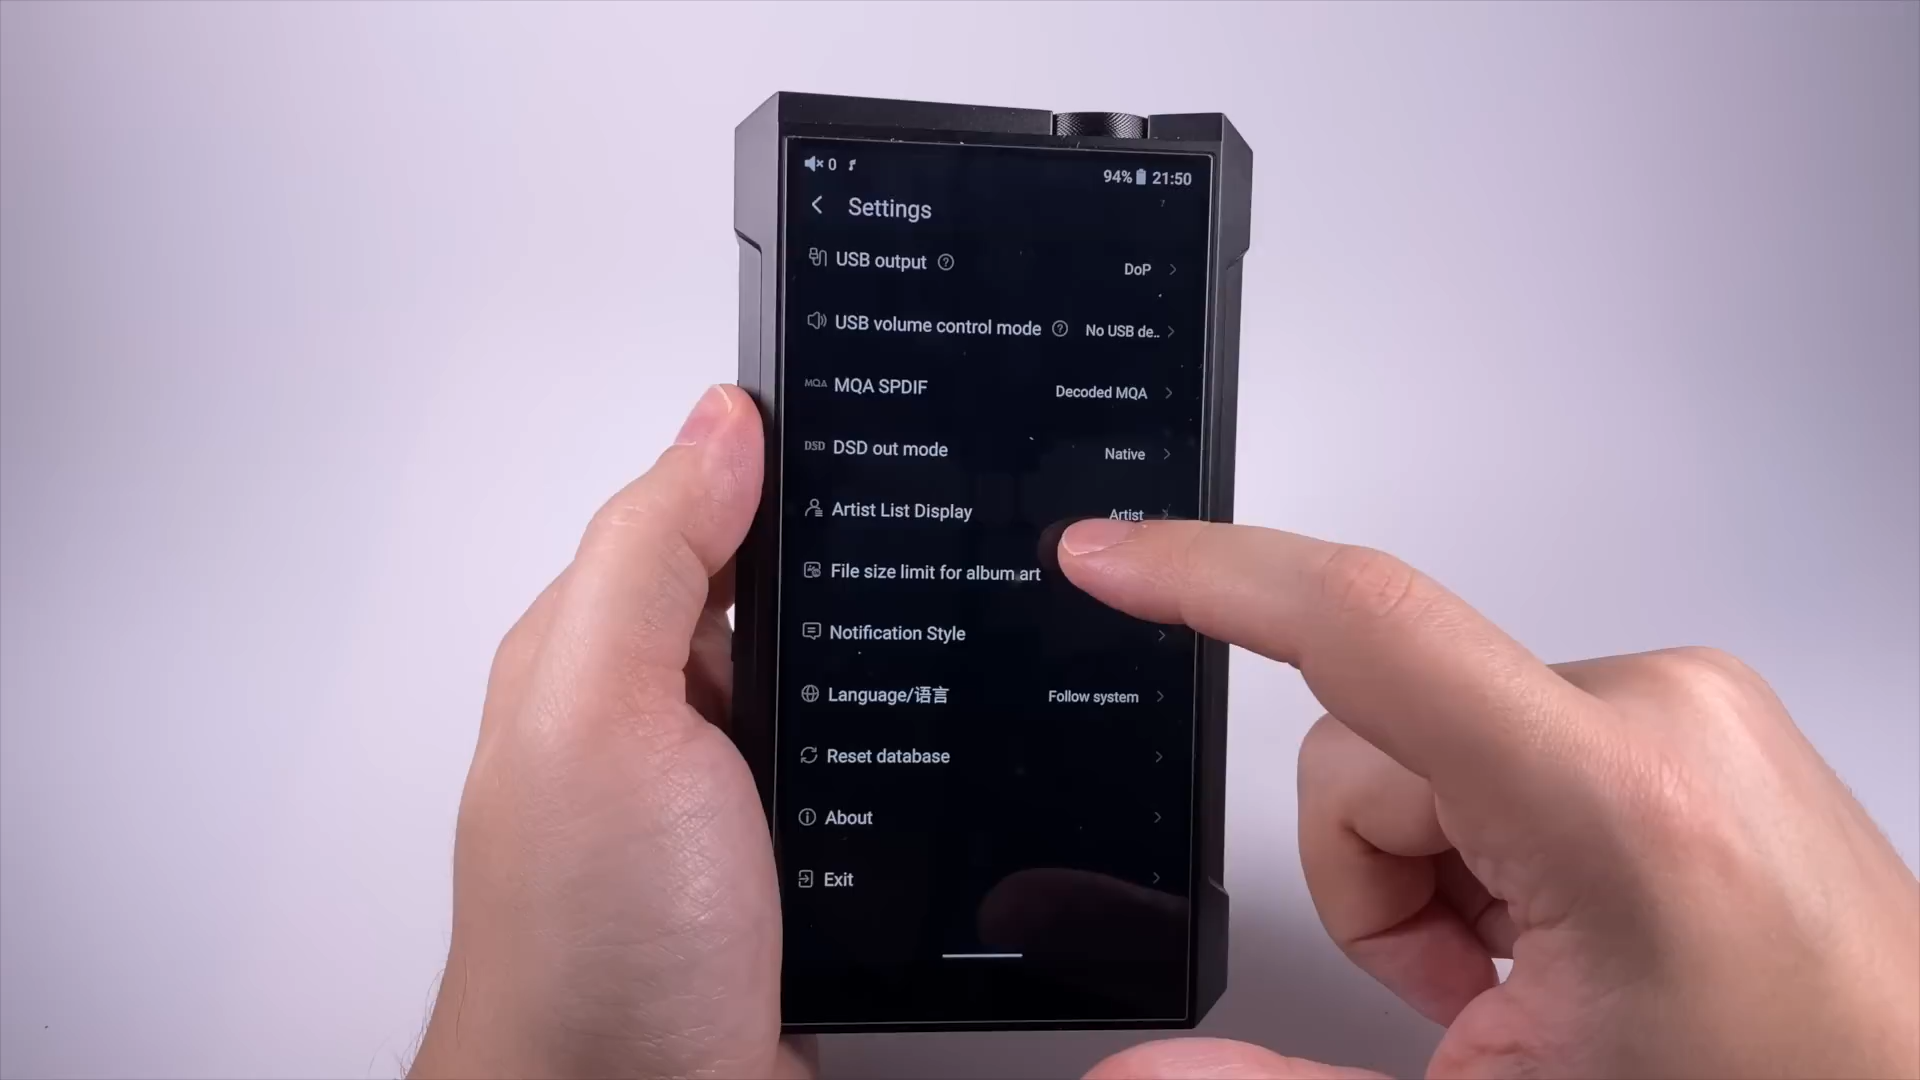 0
94% 21:50
Settings
USB output ? DoP
USB volume control mode ? No USB de..
MQA MQA SPDIF Decoded MQA
DSD DSD out mode Native
Artist List Display Artist
File size limit for album art
Notification Style
Language/语言 Follow system
Reset database
About
Exit